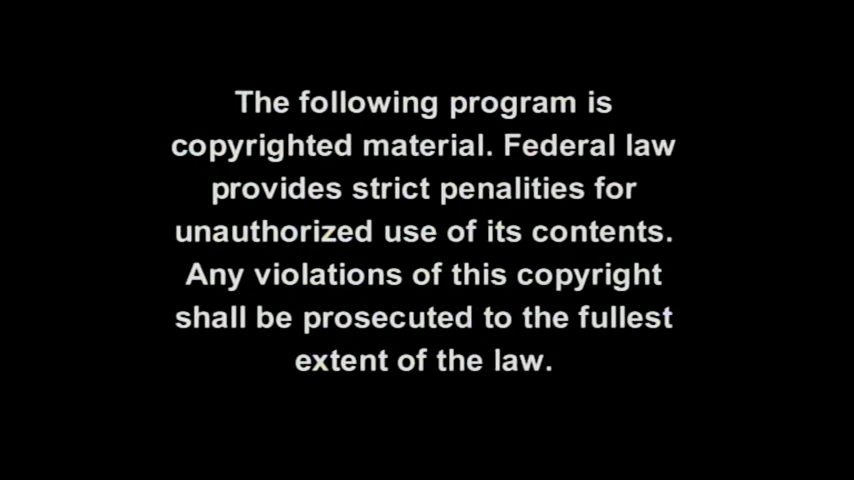 The following program is
copyrighted material. Federal law
provides strict penalities for
unauthorized use of its contents.
Any violations of this copyright
shall be prosecuted to the fullest
extent of the law.